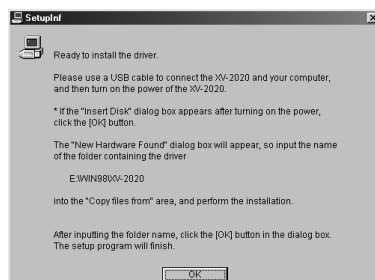 SetupInf
Ready to install the driver.
Please use a USB cable to connect the XV-2020 and your computer,
and then turn on the power of the XV-2020.
* If the "Insert Disk" dialog box appears after turning on the power,
click the [OK] button.
The "New Hardware Found" dialog box will appear, so input the name
of the folder containing the driver
E:\WIN98\XV-2020
into the "Copy files from" area, and perform the installation.
After inputting the folder name, click the [OK] button in the dialog box.
The setup program will finish.
OK